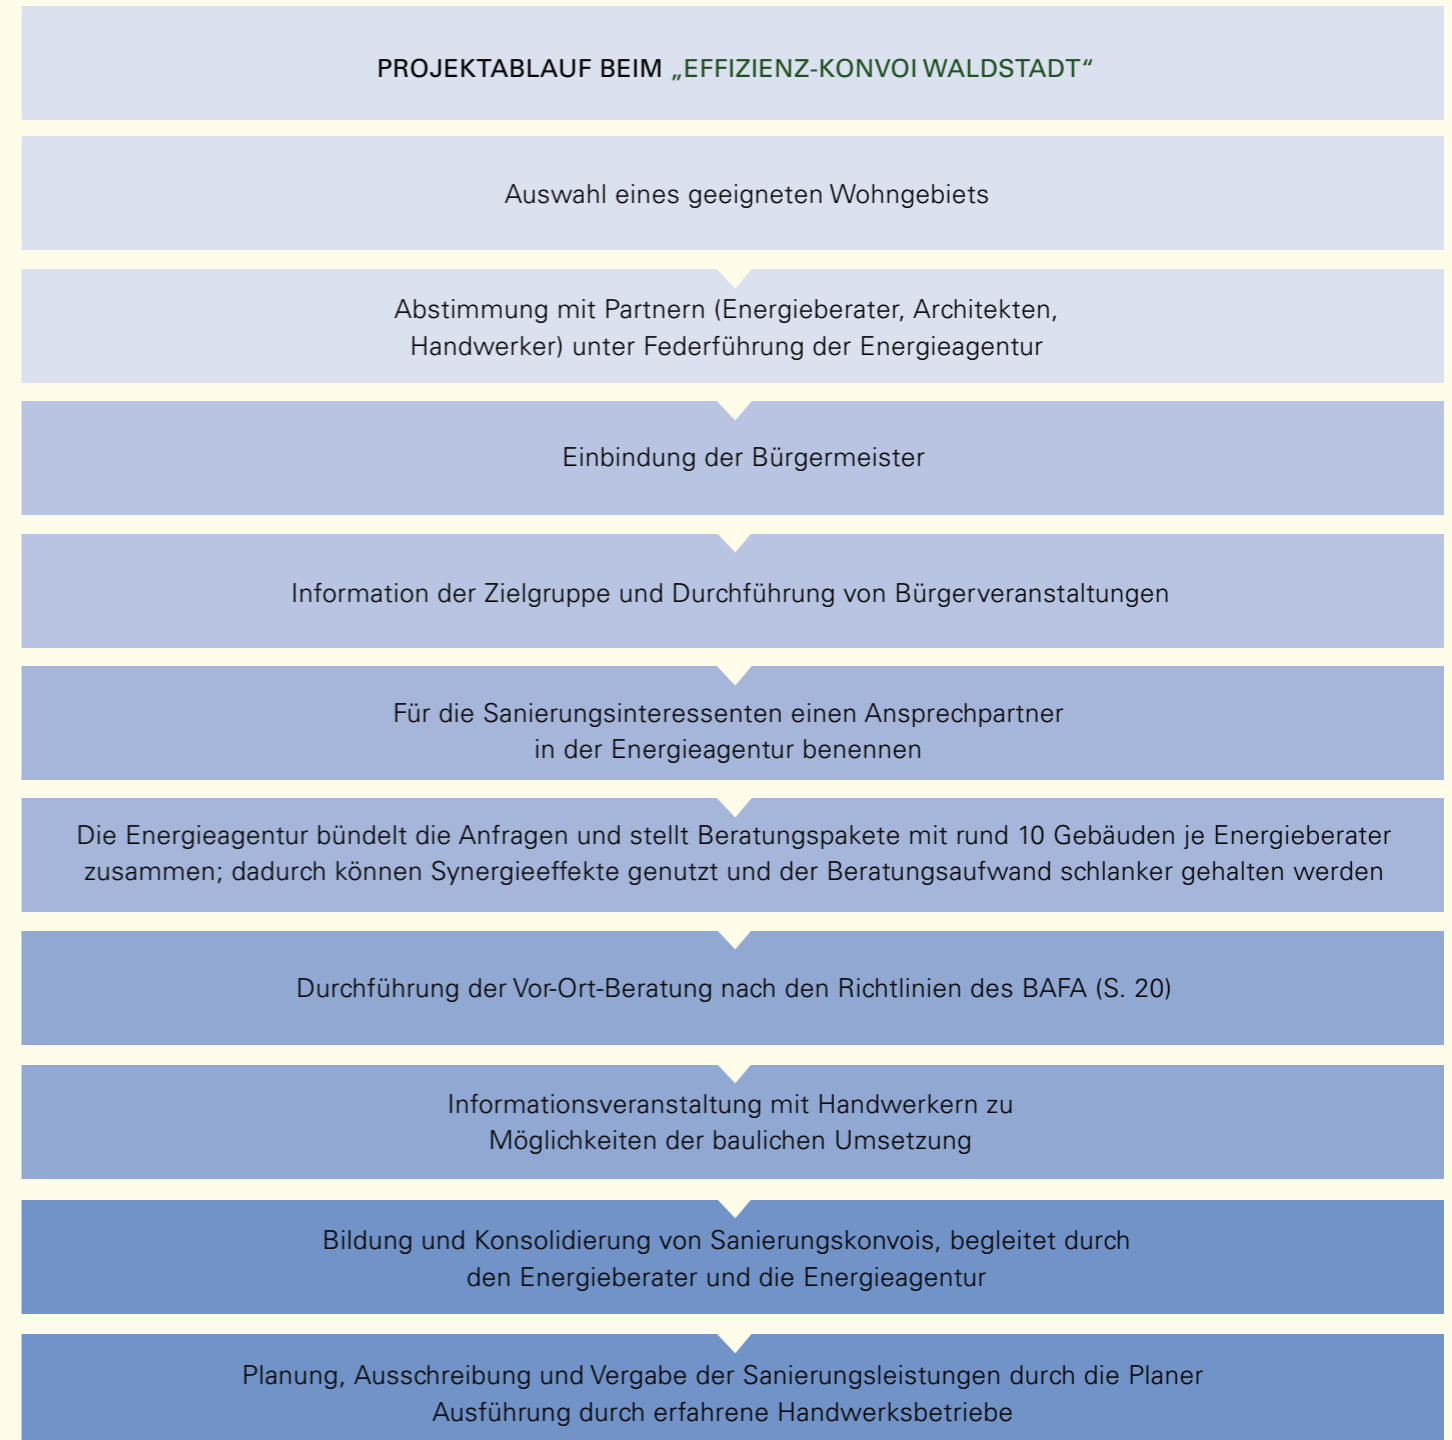 PROJEKTABLAUF BEIM „EFFIZIENZ-KONVOI WALDSTADT“
Auswahl eines geeigneten Wohngebiets
Abstimmung mit Partnern (Energieberater, Architekten,
Handwerker) unter Federführung der Energieagentur
Einbindung der Bürgermeister
Information der Zielgruppe und Durchführung von Bürgerveranstaltungen
Für die Sanierungsinteressenten einen Ansprechpartner
in der Energieagentur benennen
Die Energieagentur bündelt die Anfragen und stellt Beratungspakete mit rund 10 Gebäuden je Energieberater
zusammen; dadurch können Synergieeffekte genutzt und der Beratungsaufwand schlanker gehalten werden
Durchführung der Vor-Ort-Beratung nach den Richtlinien des BAFA (S. 20)
Informationsveranstaltung mit Handwerkern zu
Möglichkeiten der baulichen Umsetzung
Bildung und Konsolidierung von Sanierungskonvois, begleitet durch
den Energieberater und die Energieagentur
Planung, Ausschreibung und Vergabe der Sanierungsleistungen durch die Planer
Ausführung durch erfahrene Handwerksbetriebe